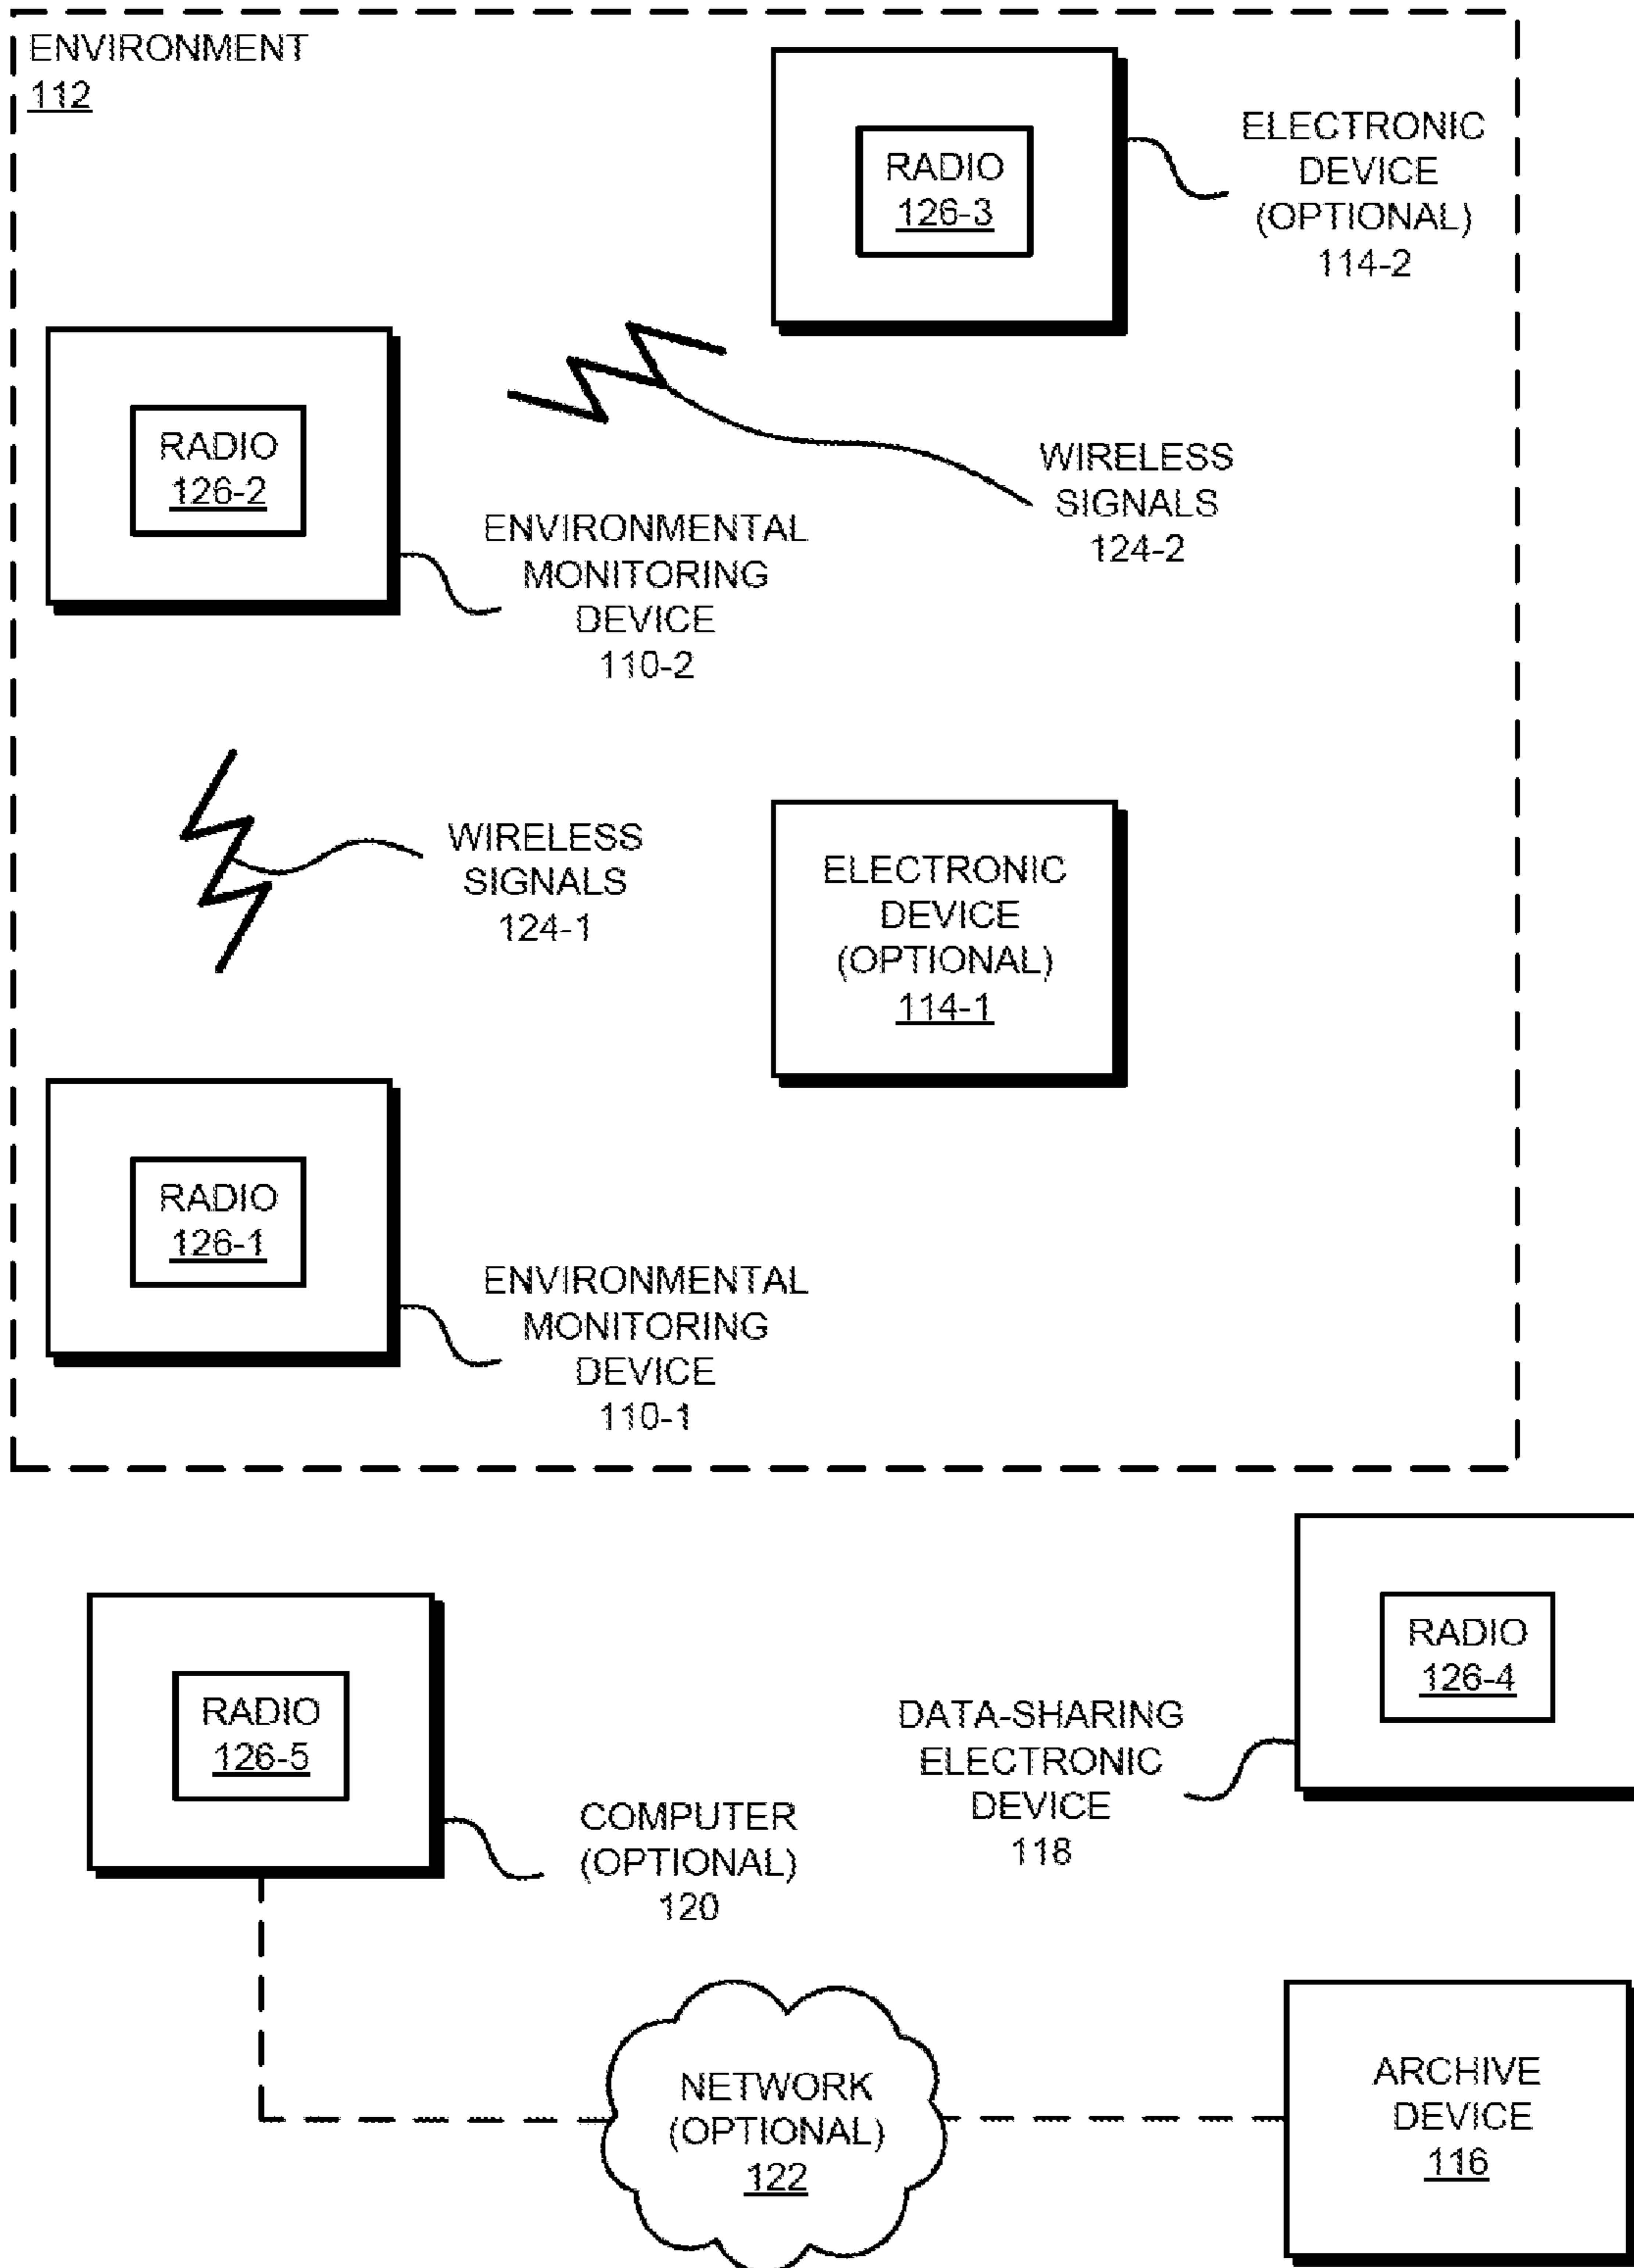 ENVIRONMENT
112
RADIO
126-3
ELECTRONIC
DEVICE
(OPTIONAL)
114-2
RADIO
126-2
ENVIRONMENTAL
MONITORING
DEVICE
110-2
WIRELESS
SIGNALS
124-2
WIRELESS
SIGNALS
124-1
ELECTRONIC
DEVICE
(OPTIONAL)
114-1
RADIO
126-1
ENVIRONMENTAL
MONITORING
DEVICE
110-1
RADIO
126-5
COMPUTER
(OPTIONAL)
120
RADIO
126-4
DATA-SHARING
ELECTRONIC
DEVICE
118
NETWORK
(OPTIONAL)
122
ARCHIVE
DEVICE
116